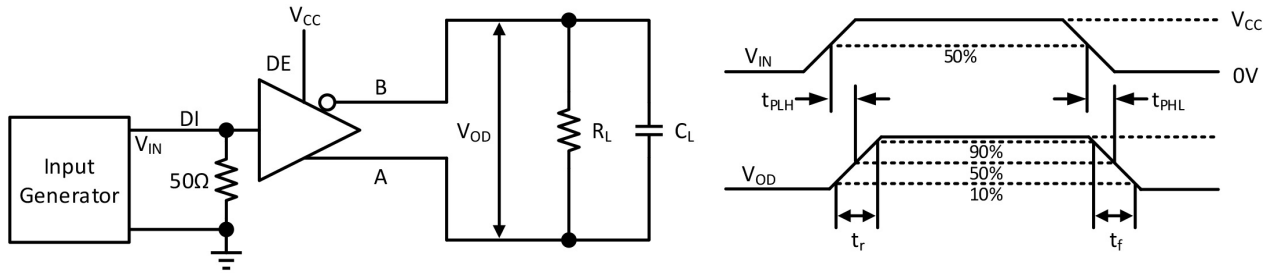 V_CC
DE
B
DI
V_IN
Input
Generator
50Ω
A
V_OD
R_L
C_L
V_CC
V_IN
50%
0V
t_PLH
t_PHL
90%
50%
10%
V_OD
t_r
t_f